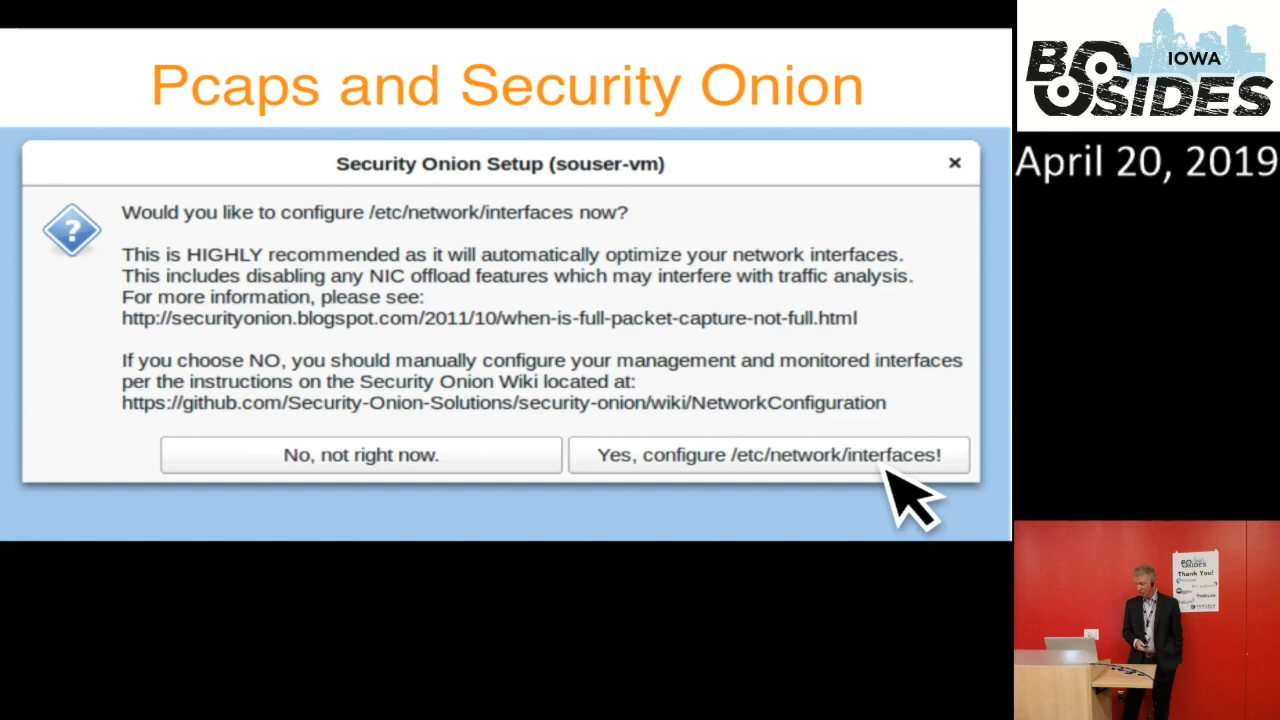 Pcaps and Security Onion
Security Onion Setup (souser-vm)
Would you like to configure /etc/network/interfaces now?
This is HIGHLY recommended as it will automatically optimize your network interfaces.
This includes disabling any NIC offload features which may interfere with traffic analysis.
For more information, please see:
http://securityonion.blogspot.com/2011/10/when-is-full-packet-capture-not-full.html
If you choose NO, you should manually configure your management and monitored interfaces
per the instructions on the Security Onion Wiki located at:
https://github.com/Security-Onion-Solutions/security-onion/wiki/NetworkConfiguration
No, not right now.
Yes, configure /etc/network/interfaces!
IOWA
BSIDES
April 20, 2019
BSIDES
Thank You!